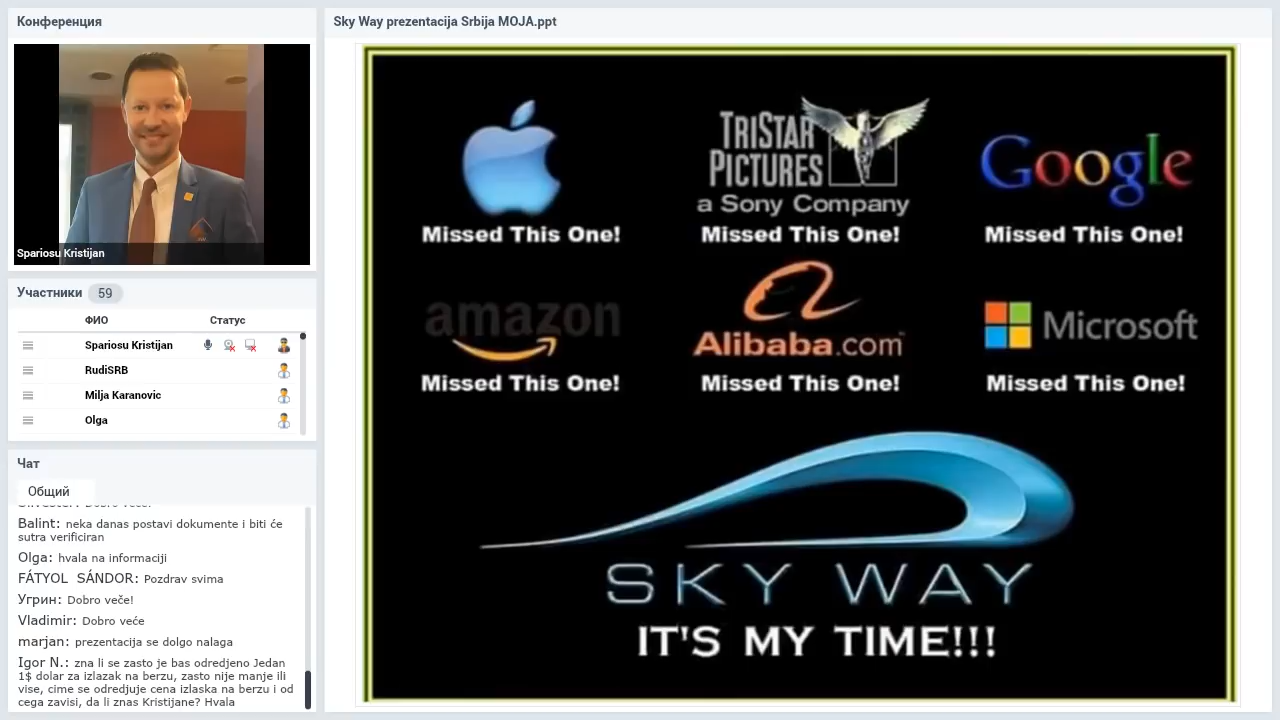 Конференция
Spariosu Kristijan
Участники 59
ФИО Статус
Spariosu Kristijan
RudiSRB
Milja Karanovic
Olga
Чат
Общий
Balint: neka danas postavi dokumente i biti će
sutra verificiran
Olga: hvala na informaciji
FÁTYOL SÁNDOR: Pozdrav svima
Угрин: Dobro veče!
Vladimir: Dobro veće
marjan: prezentacija se dolgo nalaga
Igor N.: zna li se zasto je bas odredjeno Jedan
1$ dolar za izlazak na berzu, zasto nije manje ili
vise, cime se odredjuje cena izlaska na berzu i od
cega zavisi, da li znas Kristijane? Hvala
Sky Way prezentacija Srbija MOJA.ppt
TRISTAR
PICTURES
a Sony Company
Google
Missed This One! Missed This One! Missed This One!
amazon
Alibaba.com
Microsoft
Missed This One! Missed This One! Missed This One!
SKY WAY
IT'S MY TIME!!!